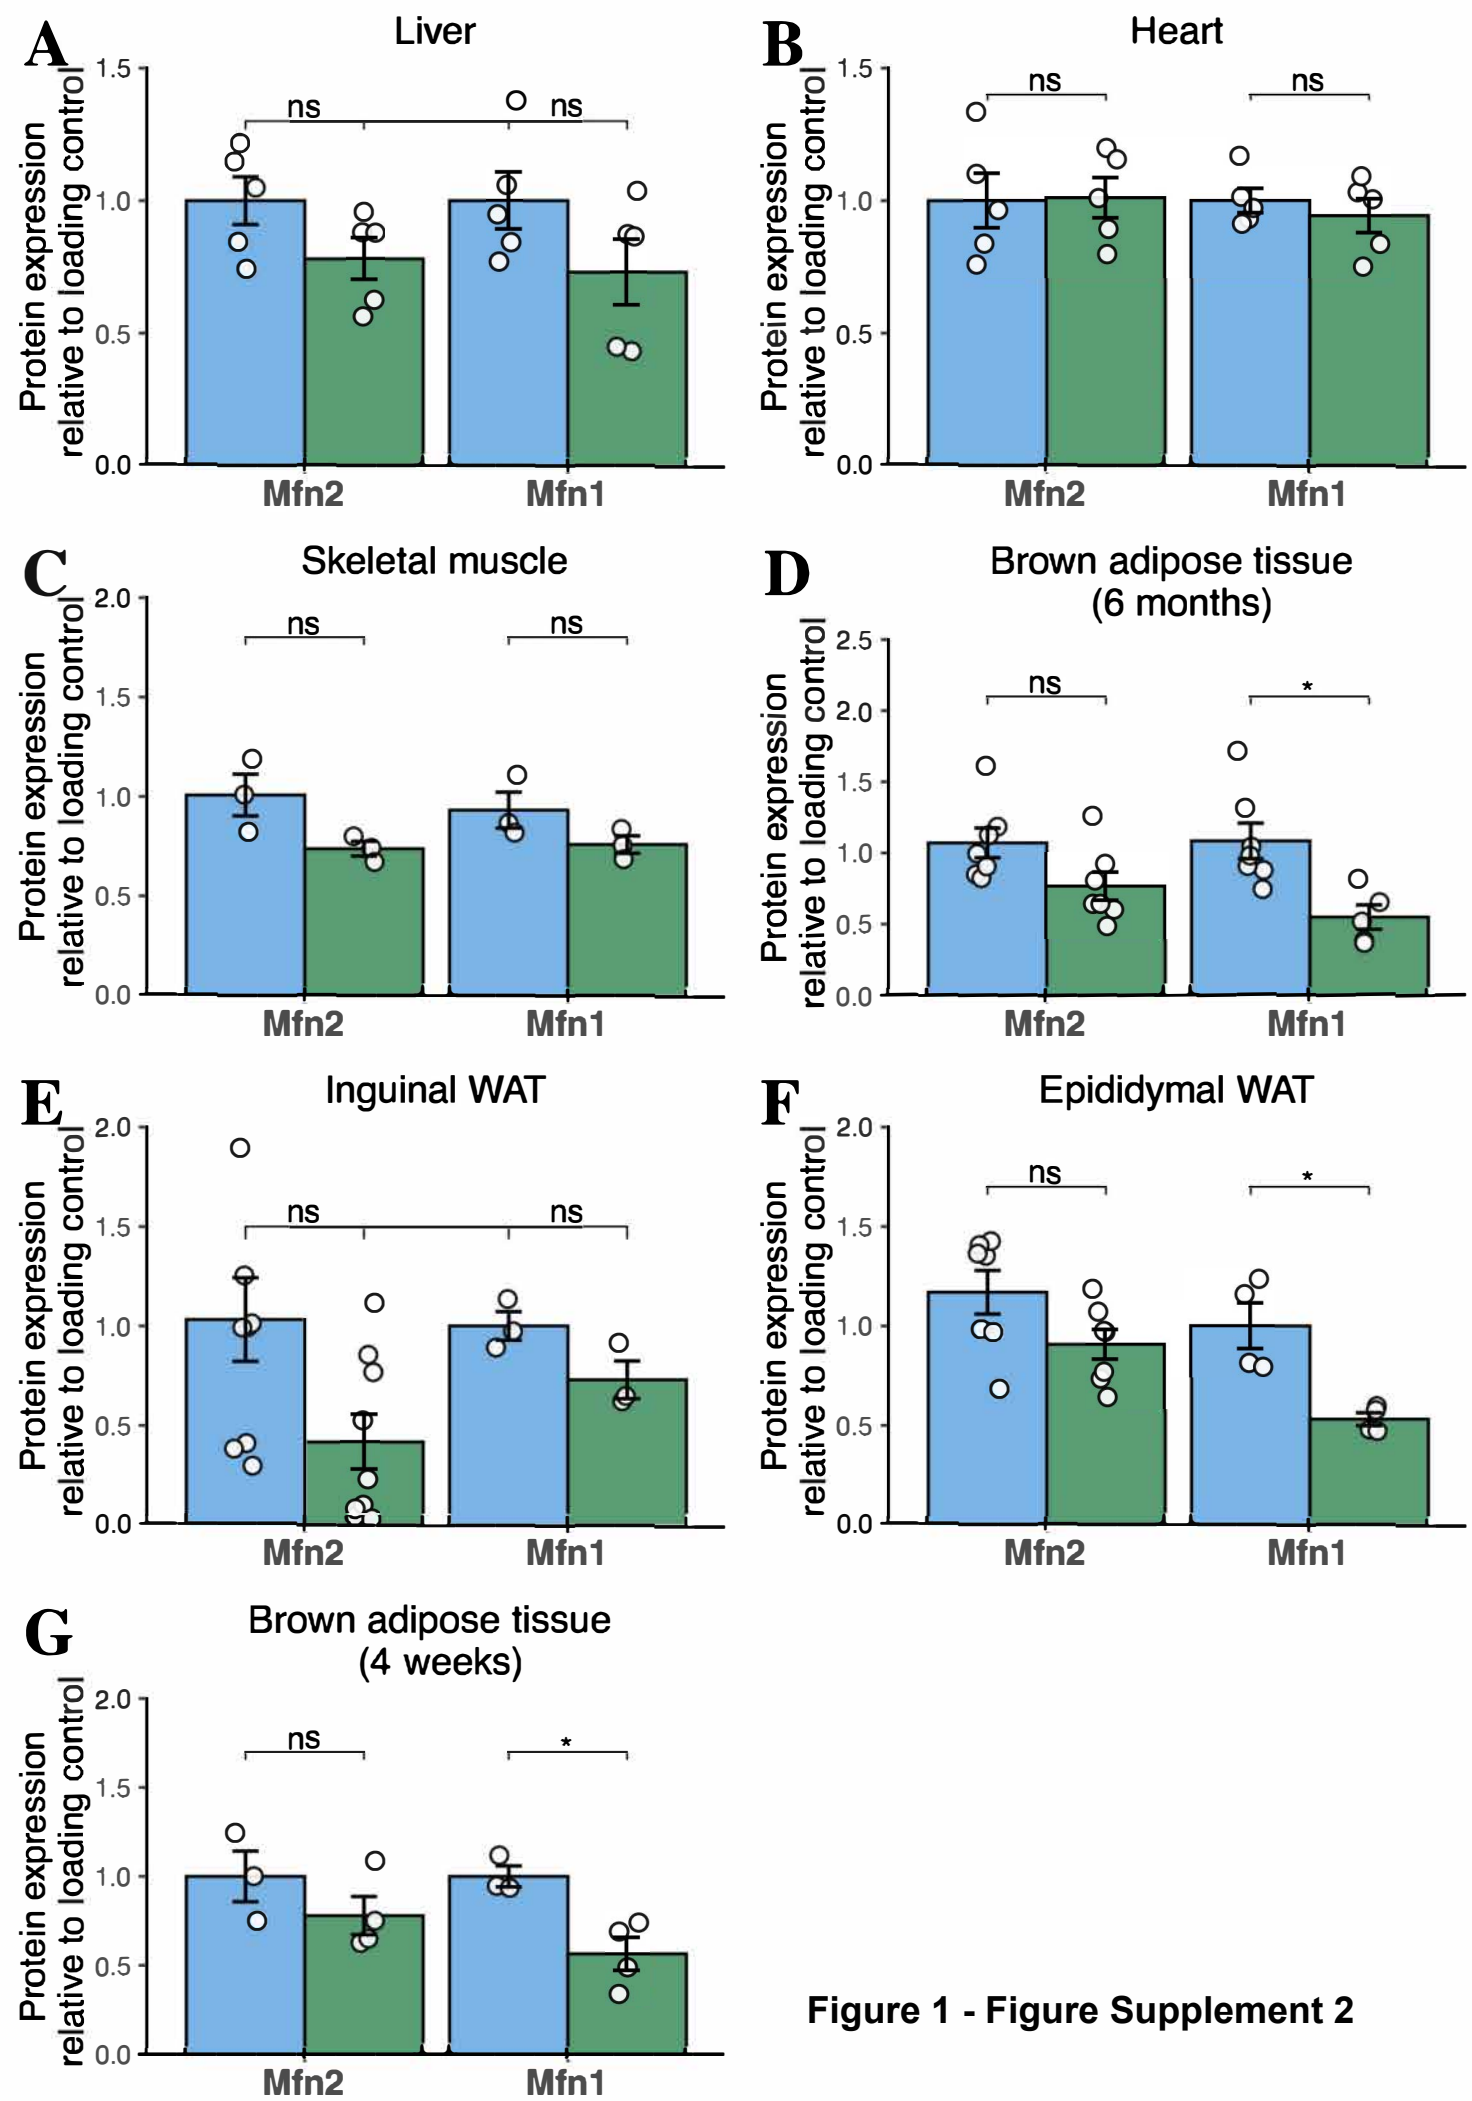 A
Liver
Protein expression
relative to loading control
1.5
1.0
0.5
0.0
ns
ns
Mfn2
Mfn1
B
Heart
Protein expression
relative to loading control
1.5
1.0
0.5
0.0
ns
ns
Mfn2
Mfn1
C
Skeletal muscle
Protein expression
relative to loading control
2.0
1.5
1.0
0.5
0.0
ns
ns
Mfn2
Mfn1
D
Brown adipose tissue
(6 months)
Protein expression
relative to loading control
2.5
2.0
1.5
1.0
0.5
0.0
ns
*
Mfn2
Mfn1
E
Inguinal WAT
Protein expression
relative to loading control
2.0
1.5
1.0
0.5
0.0
ns
ns
Mfn2
Mfn1
F
Epididymal WAT
Protein expression
relative to loading control
2.0
1.5
1.0
0.5
0.0
ns
*
Mfn2
Mfn1
G
Brown adipose tissue
(4 weeks)
Protein expression
relative to loading control
2.0
1.5
1.0
0.5
0.0
ns
*
Mfn2
Mfn1
Figure 1 - Figure Supplement 2